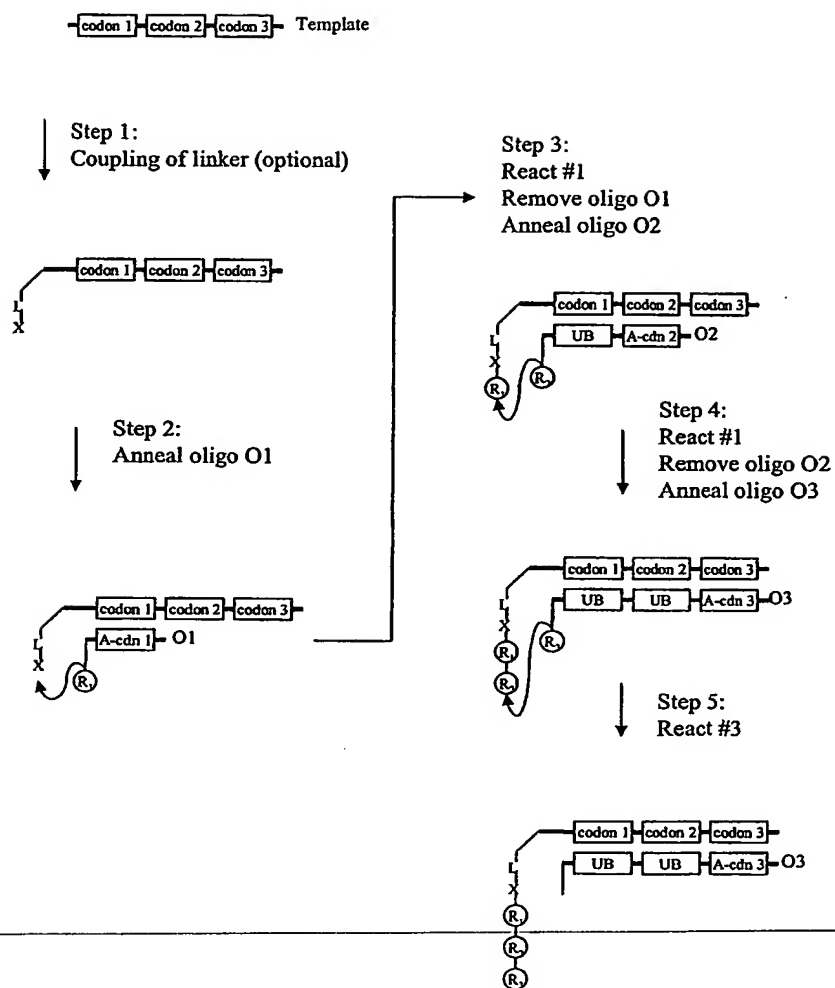 codon 1 codon 2 codon 3 Template
Step 1:
Coupling of linker (optional)
codon 1 codon 2 codon 3
L
X
Step 2:
Anneal oligo O1
codon 1 codon 2 codon 3
A-cdn 1 O1
L
X
R₁
Step 3:
React #1
Remove oligo O1
Anneal oligo O2
codon 1 codon 2 codon 3
UB A-cdn 2 O2
L
X
R₁ R₂
Step 4:
React #1
Remove oligo O2
Anneal oligo O3
codon 1 codon 2 codon 3
UB UB A-cdn 3 O3
L
X
R₃
R₁
R₂
Step 5:
React #3
codon 1 codon 2 codon 3
UB UB A-cdn 3 O3
L
X
R₁
R₂
R₃